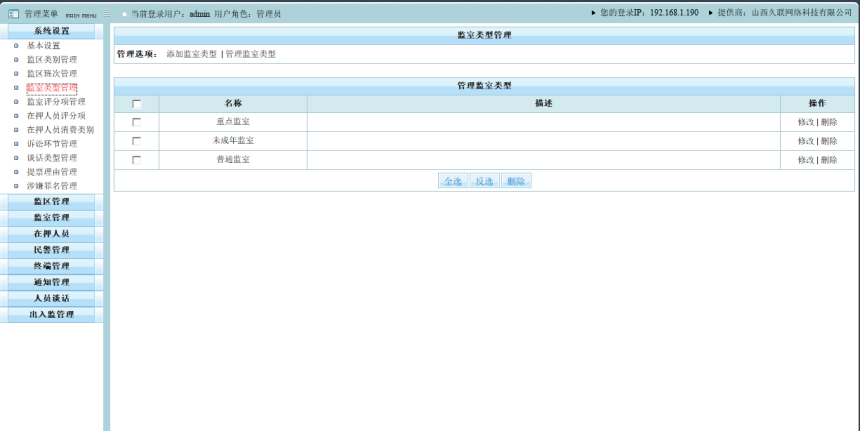 管理菜单 MAIN MENU
当前登录用户：admin 用户角色：管理员
您的登录IP：192.168.1.190
提供商：山西久联网络科技有限公司
系统设置
基本设置
监区类别管理
监区班次管理
监室类型管理
监室评分项管理
在押人员评分项
在押人员消费类别
诉讼环节管理
谈话类型管理
提票理由管理
涉嫌罪名管理
监区管理
监室管理
在押人员
民警管理
终端管理
通知管理
人员谈话
出入监管理
监室类型管理
管理选项： 添加监室类型 | 管理监室类型
管理监室类型
名称 描述 操作
重点监室 修改 | 删除
未成年监室 修改 | 删除
普通监室 修改 | 删除
全选 反选 删除